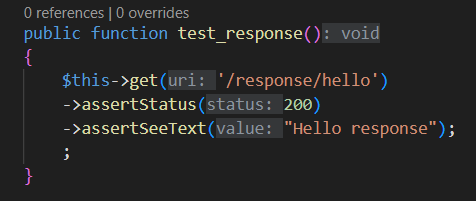 0 references | 0 overrides
public function test_response(): void
{
$this->get(uri: '/response/hello')
->assertStatus(status: 200)
->assertSeeText(value: "Hello response");
;
}